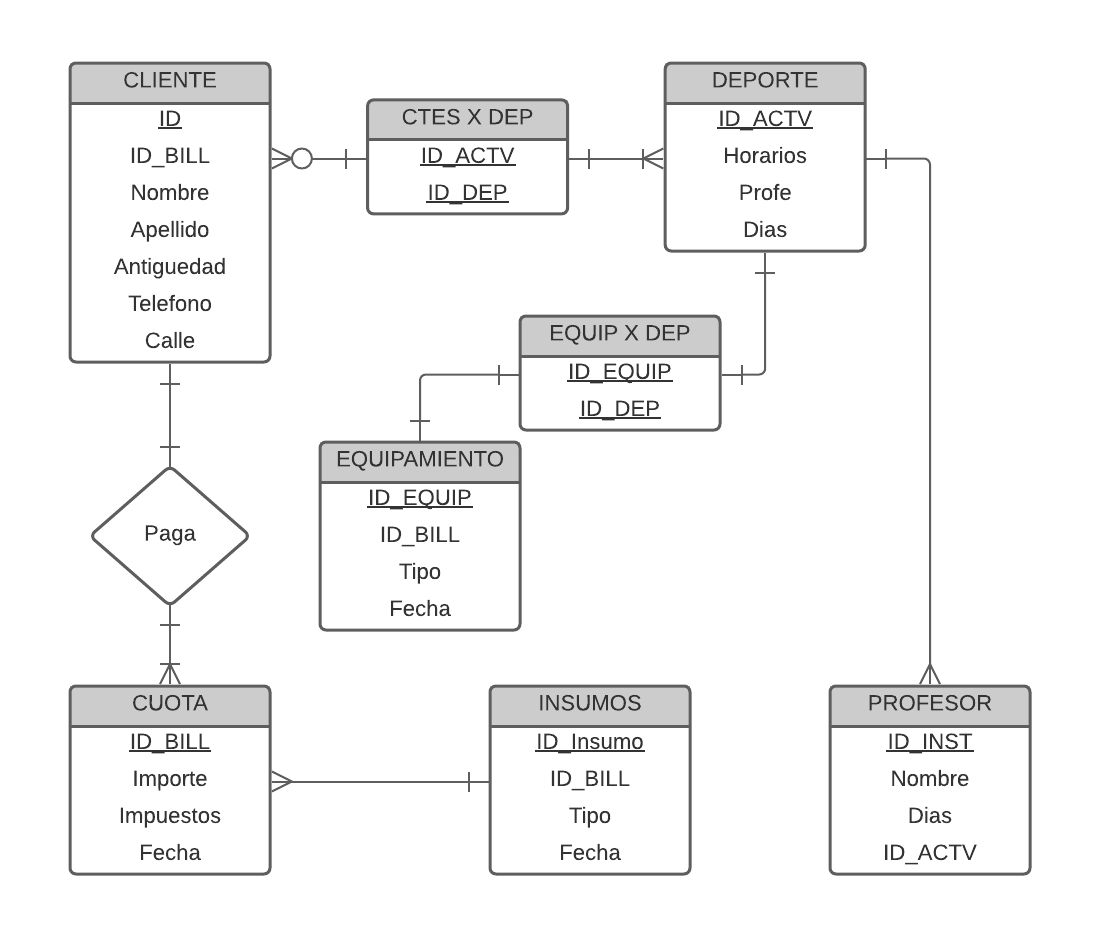 CLIENTE
ID
ID_BILL
Nombre
Apellido
Antiguedad
Telefono
Calle
CTES X DEP
ID_ACTV
ID_DEP
DEPORTE
ID_ACTV
Horarios
Profe
Dias
EQUIP X DEP
ID_EQUIP
ID_DEP
EQUIPAMIENTO
ID_EQUIP
ID_BILL
Tipo
Fecha
Paga
CUOTA
ID_BILL
Importe
Impuestos
Fecha
INSUMOS
ID_Insumo
ID_BILL
Tipo
Fecha
PROFESOR
ID_INST
Nombre
Dias
ID_ACTV